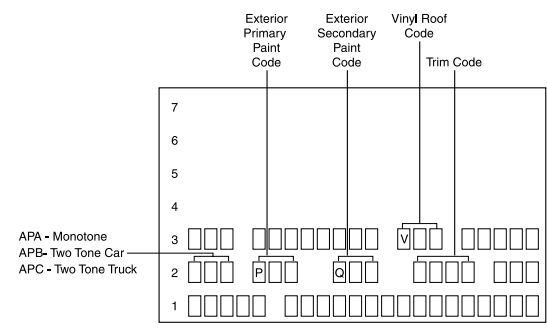 Exterior
Primary
Paint
Code
Exterior
Secondary
Paint
Code
Vinyl Roof
Code
Trim Code
7
6
5
4
3
V
APA - Monotone
APB- Two Tone Car
APC - Two Tone Truck
2
P
Q
1